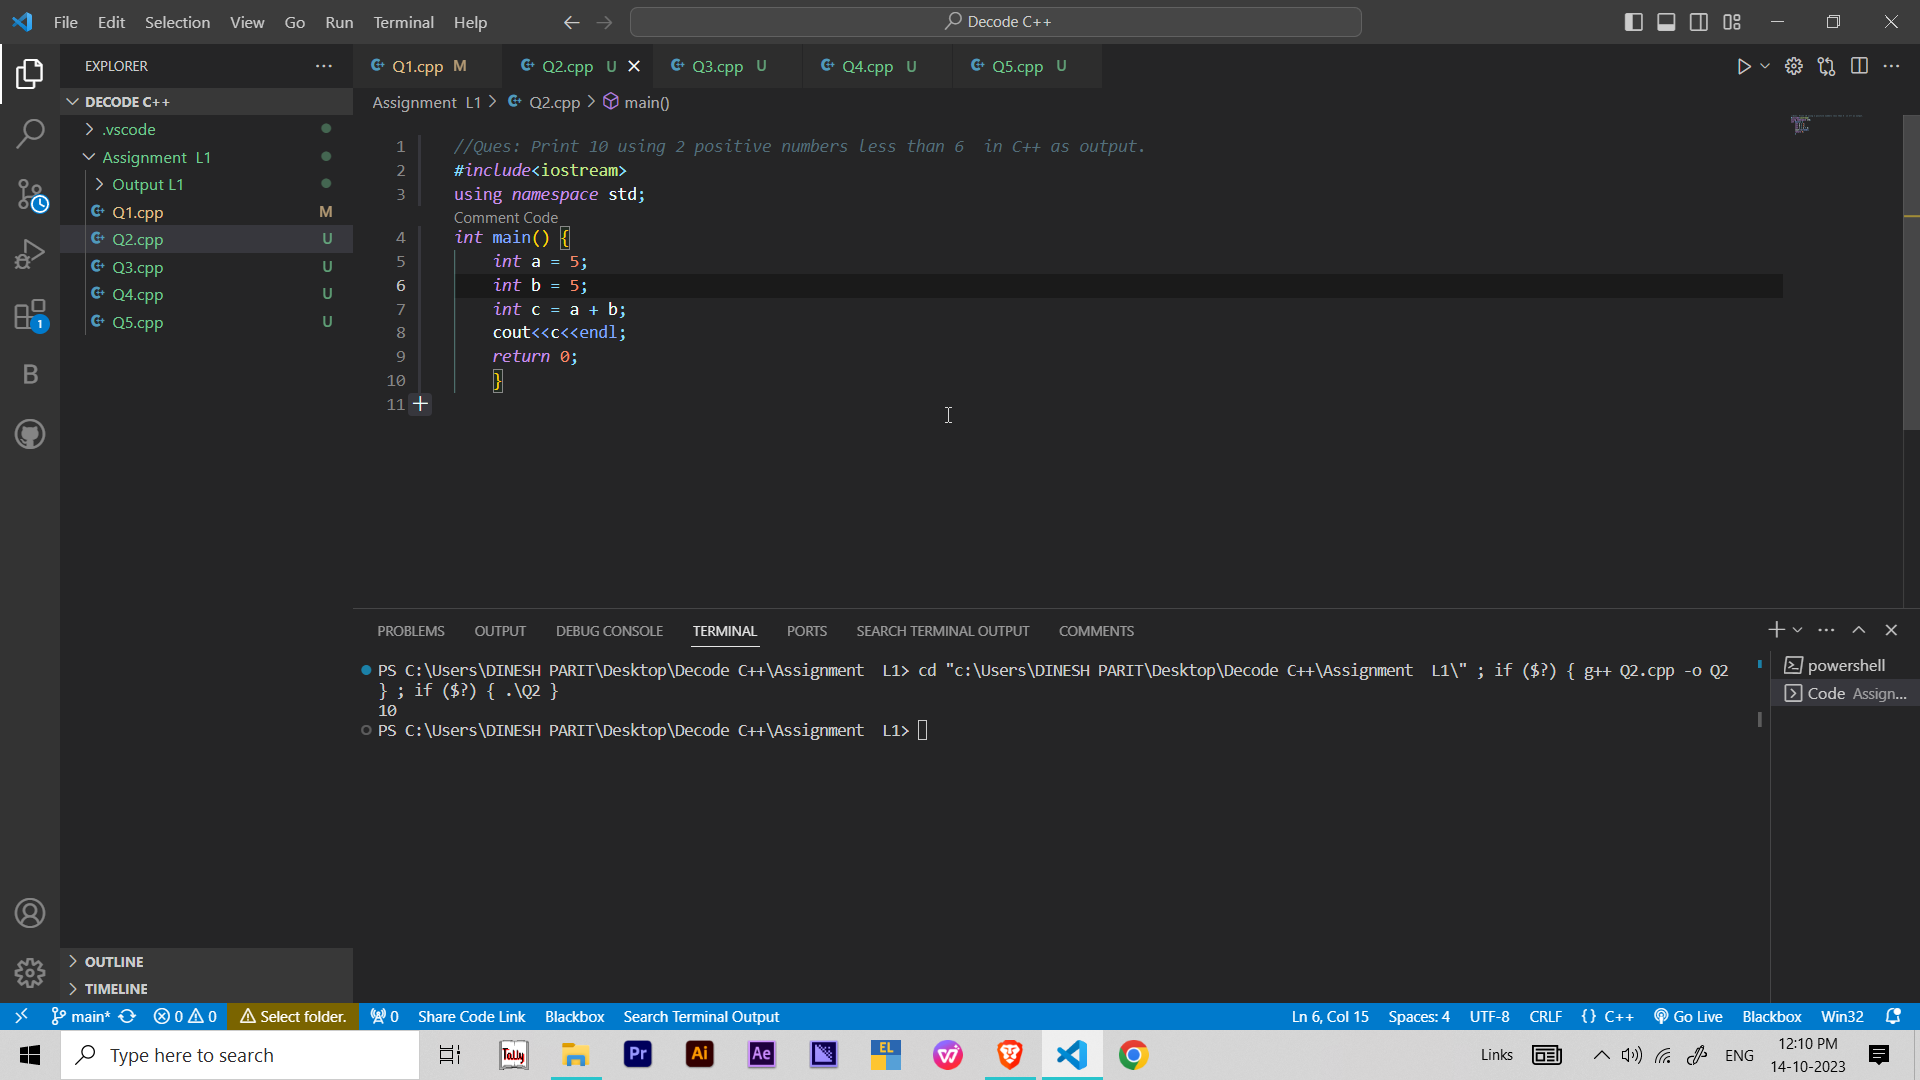 File Edit Selection View Go Run Terminal Help
Decode C++
EXPLORER
DECODE C++
.vscode
Assignment  L1
Output L1
Q1.cpp M
Q2.cpp U
Q3.cpp U
Q4.cpp U
Q5.cpp U
OUTLINE
TIMELINE
Q1.cpp M Q2.cpp U Q3.cpp U Q4.cpp U Q5.cpp U
Assignment  L1 > Q2.cpp > main()
1 //Ques: Print 10 using 2 positive numbers less than 6  in C++ as output.
2 #include<iostream>
3 using namespace std;
Comment Code
4 int main() {
5     int a = 5;
6     int b = 5;
7     int c = a + b;
8     cout<<c<<endl;
9     return 0;
10     }
11
PROBLEMS OUTPUT DEBUG CONSOLE TERMINAL PORTS SEARCH TERMINAL OUTPUT COMMENTS
PS C:\Users\DINESH PARIT\Desktop\Decode C++\Assignment  L1> cd "c:\Users\DINESH PARIT\Desktop\Decode C++\Assignment  L1\" ; if ($?) { g++ Q2.cpp -o Q2
} ; if ($?) { .\Q2 }
10
PS C:\Users\DINESH PARIT\Desktop\Decode C++\Assignment  L1>
powershell
Code Assign...
1
B
main* 0 0 Select folder. 0 Share Code Link Blackbox Search Terminal Output Ln 6, Col 15 Spaces: 4 UTF-8 CRLF {} C++ Go Live Blackbox Win32
Type here to search
Tally Pr Ai Ae EL
Links ENG
12:10 PM
14-10-2023